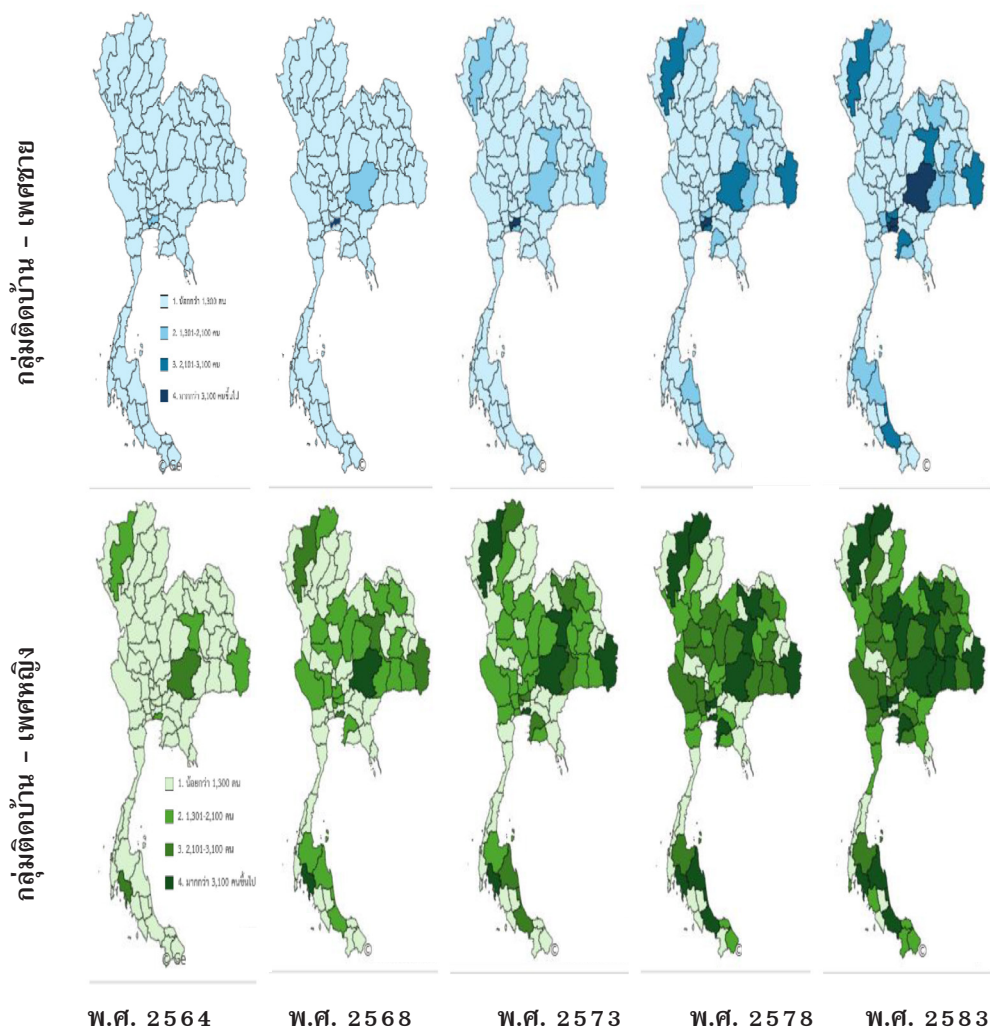 กลุ่มติดบ้าน - เพศชาย
1. น้อยกว่า 1,300 คน
2. 1,301-2,100 คน
3. 2,101-3,100 คน
4. มากกว่า 3,100 คนขึ้นไป
© Ge
©
©
©
กลุ่มติดบ้าน - เพศหญิง
1. น้อยกว่า 1,300 คน
2. 1,301-2,100 คน
3. 2,101-3,100 คน
4. มากกว่า 3,100 คนขึ้นไป
© Ge
©
©
©
พ.ศ. 2564 พ.ศ. 2568 พ.ศ. 2573 พ.ศ. 2578 พ.ศ. 2583